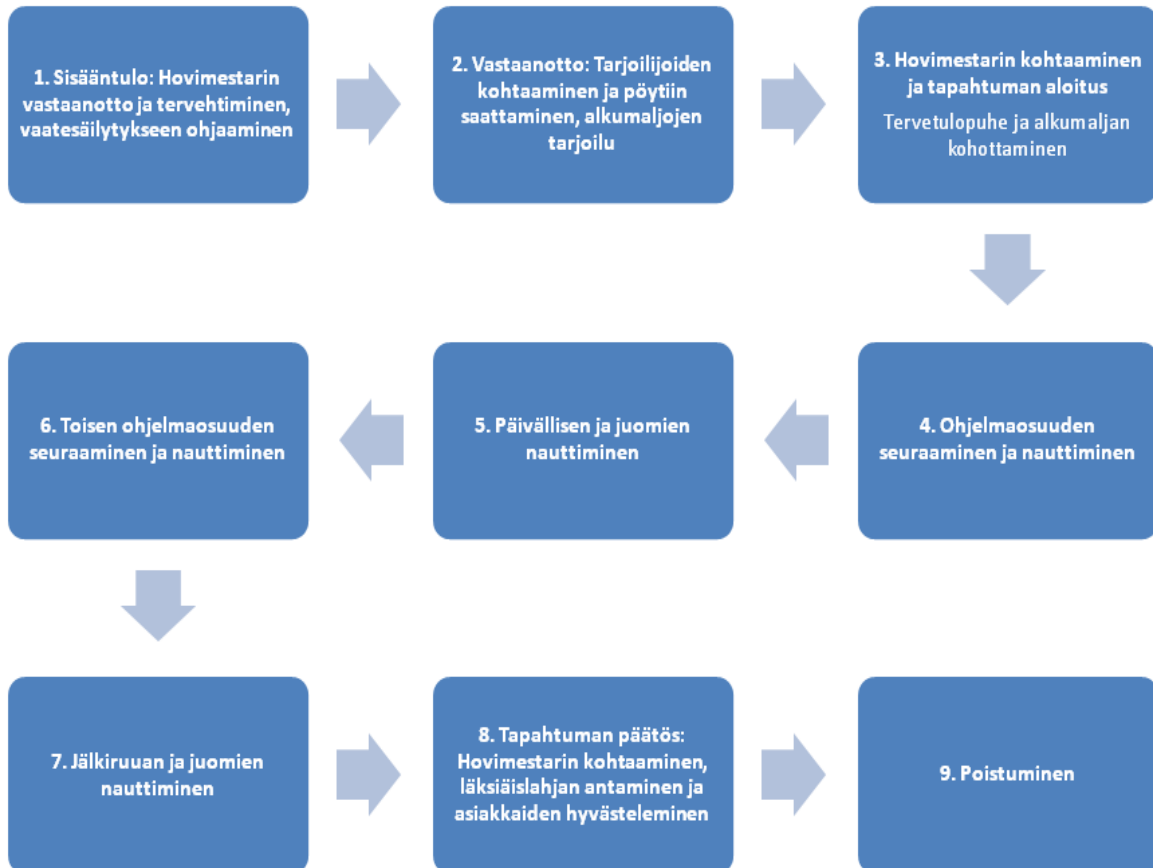 1. Sisääntulo: Hovimestarin
vastaanotto ja tervehtiminen,
vaatesäilytykseen ohjaaminen
2. Vastaanotto: Tarjoilijoiden
kohtaaminen ja pöytiin
saattaminen, alkumaljojen
tarjoilu
3. Hovimestarin kohtaaminen
ja tapahtuman aloitus
Tervetulopuhe ja alkumaljan
kohottaminen
4. Ohjelmaosuuden
seuraaminen ja nauttiminen
5. Päivällisen ja juomien
nauttiminen
6. Toisen ohjelmaosuuden
seuraaminen ja nauttiminen
7. Jälkiruuan ja juomien
nauttiminen
8. Tapahtuman päätös:
Hovimestarin kohtaaminen,
läksiäislahjan antaminen ja
asiakkaiden hyvästeleminen
9. Poistuminen